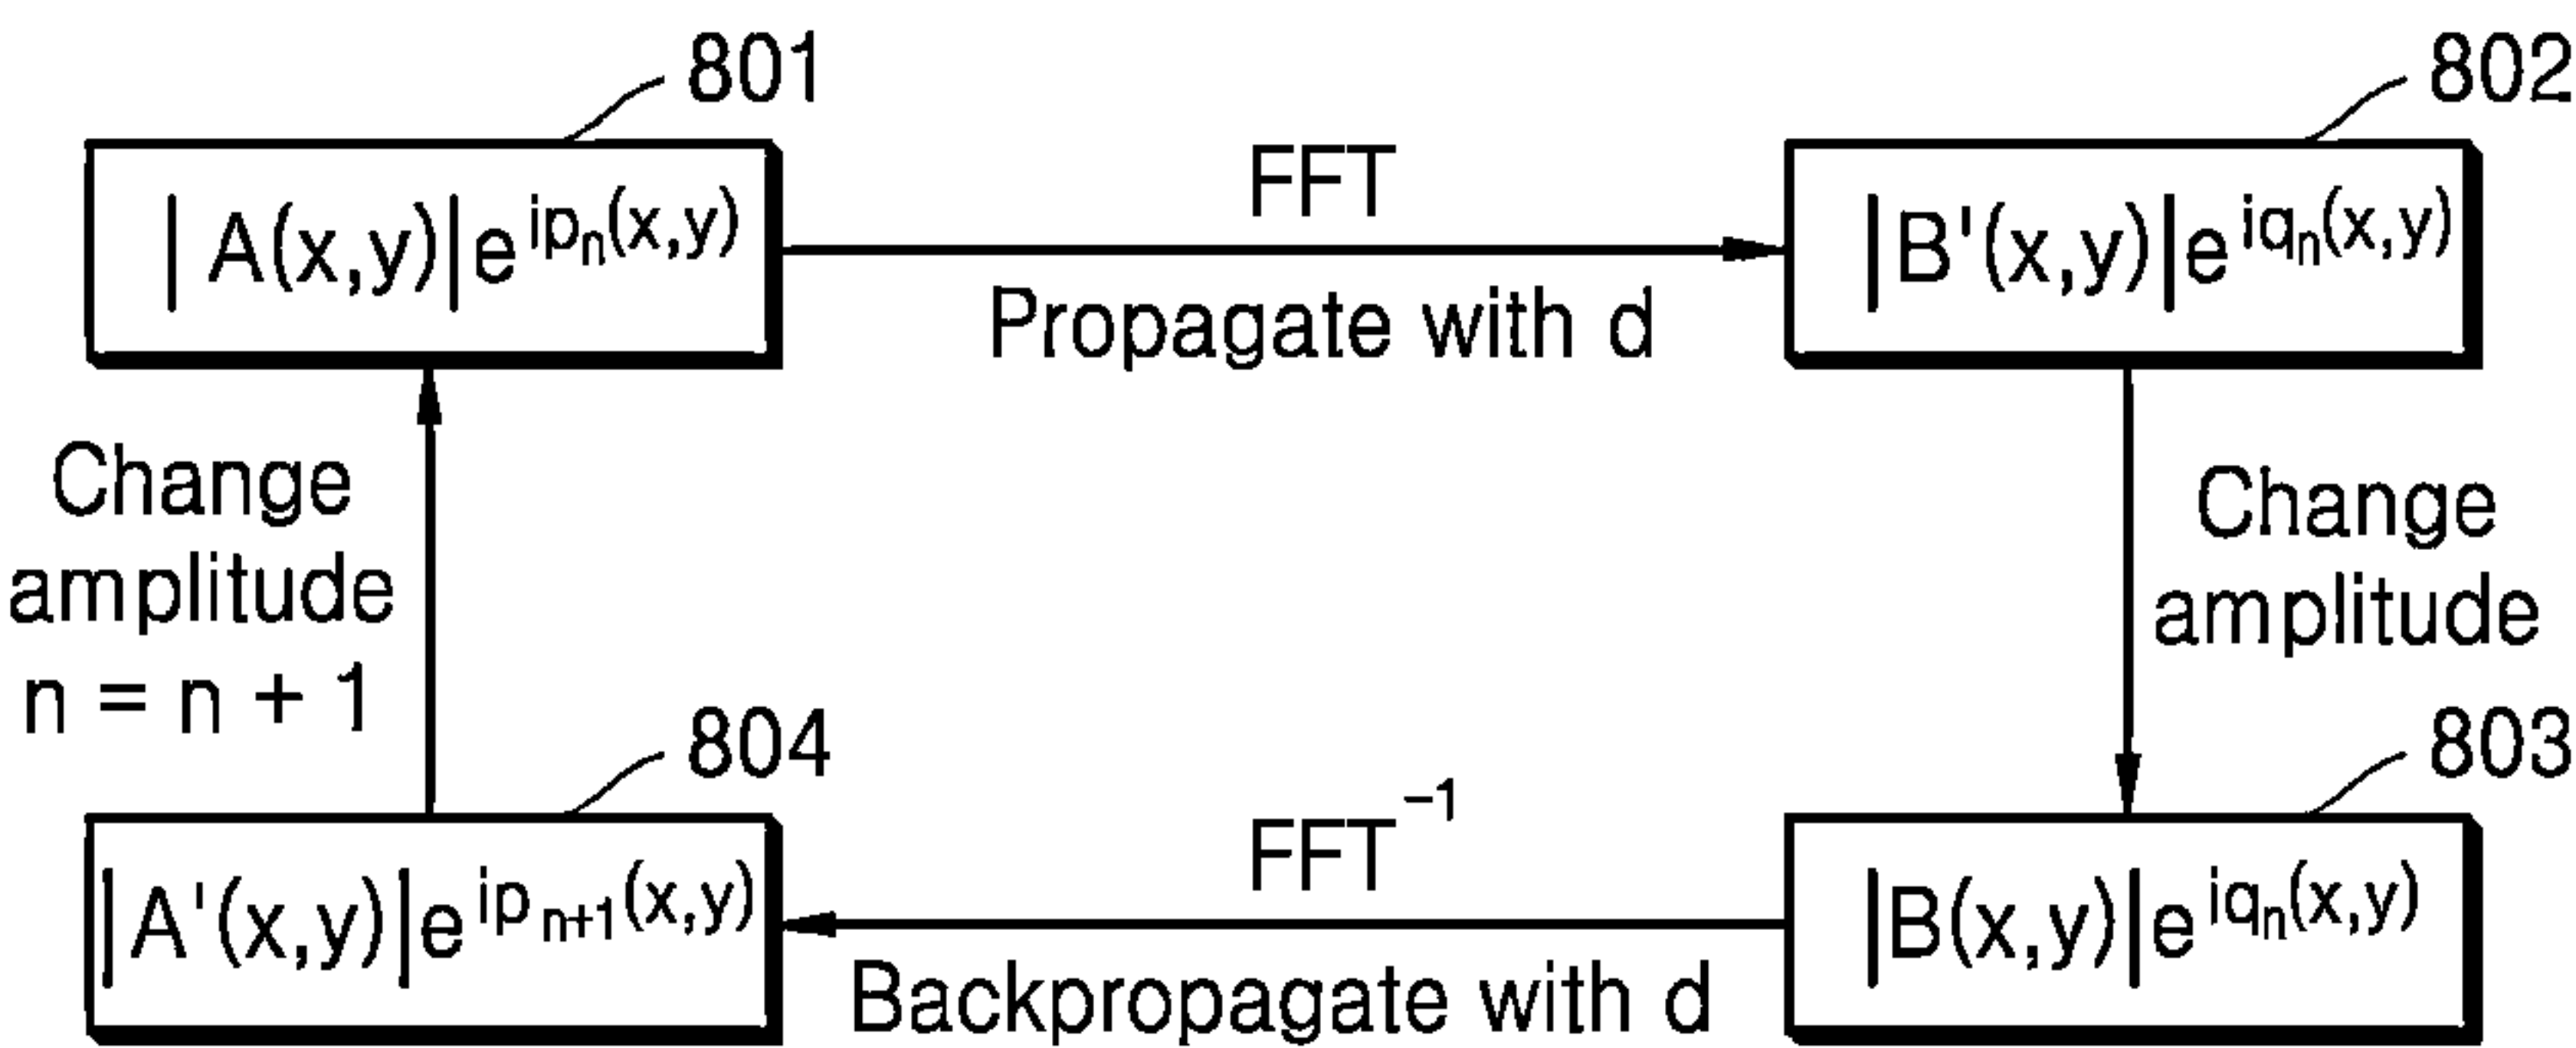 801
802
|A(x,y)|e^{ip_n(x,y)}
FFT
Propagate with d
|B'(x,y)|e^{iq_n(x,y)}
Change
amplitude
n = n + 1
Change
amplitude
804
803
|A'(x,y)|e^{ip_{n+1}(x,y)}
FFT^{-1}
Backpropagate with d
|B(x,y)|e^{iq_n(x,y)}